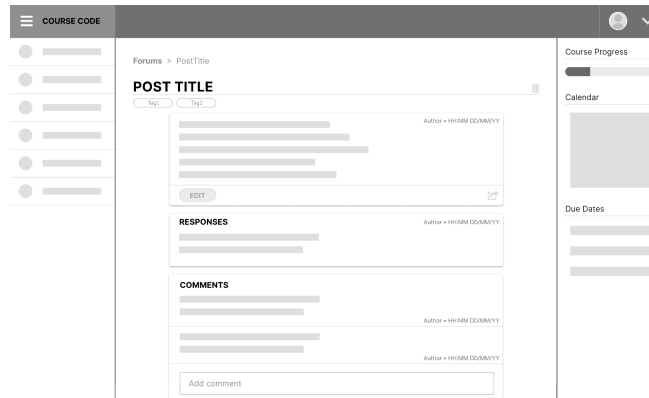 COURSE CODE
Forums > PostTitle
POST TITLE
Tag1 Tag2
Author • HH:MM DD/MM/YY
EDIT
RESPONSES
Author • HH:MM DD/MM/YY
COMMENTS
Author • HH:MM DD/MM/YY
Author • HH:MM DD/MM/YY
Add comment
Course Progress
Calendar
Due Dates